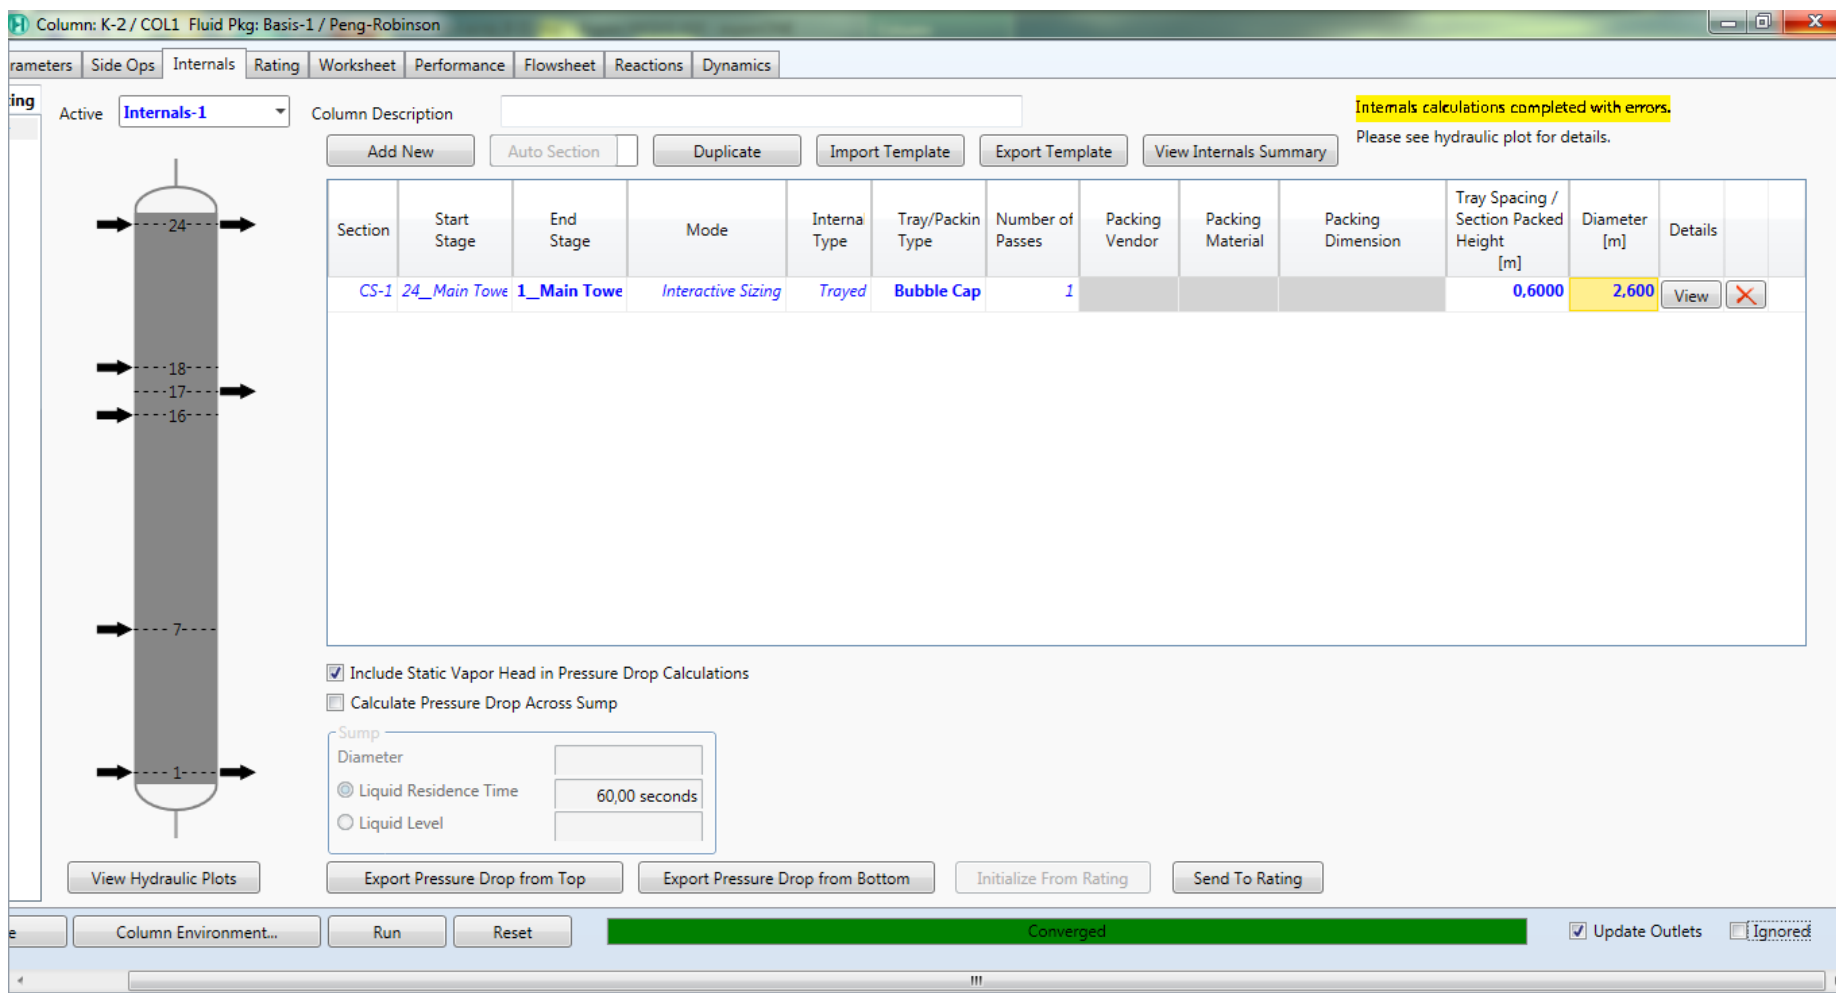 Column: K-2 / COL1 Fluid Pkg: Basis-1 / Peng-Robinson
rameters Side Ops Internals Rating Worksheet Performance Flowsheet Reactions Dynamics
ing
Active Internals-1 Column Description
Internals calculations completed with errors.
Please see hydraulic plot for details.
Add New Auto Section Duplicate Import Template Export Template View Internals Summary
Section Start Stage End Stage Mode Interna Type Tray/Packin Type Number of Passes Packing Vendor Packing Material Packing Dimension Tray Spacing / Section Packed Height [m] Diameter [m] Details
CS-1 24__Main Towe 1__Main Towe Interactive Sizing Trayed Bubble Cap 1 0,6000 2,600 View
24
18
17
16
7
1
Include Static Vapor Head in Pressure Drop Calculations
Calculate Pressure Drop Across Sump
Sump
Diameter
Liquid Residence Time 60,00 seconds
Liquid Level
View Hydraulic Plots Export Pressure Drop from Top Export Pressure Drop from Bottom Initialize From Rating Send To Rating
e Column Environment... Run Reset Converged Update Outlets Ignored